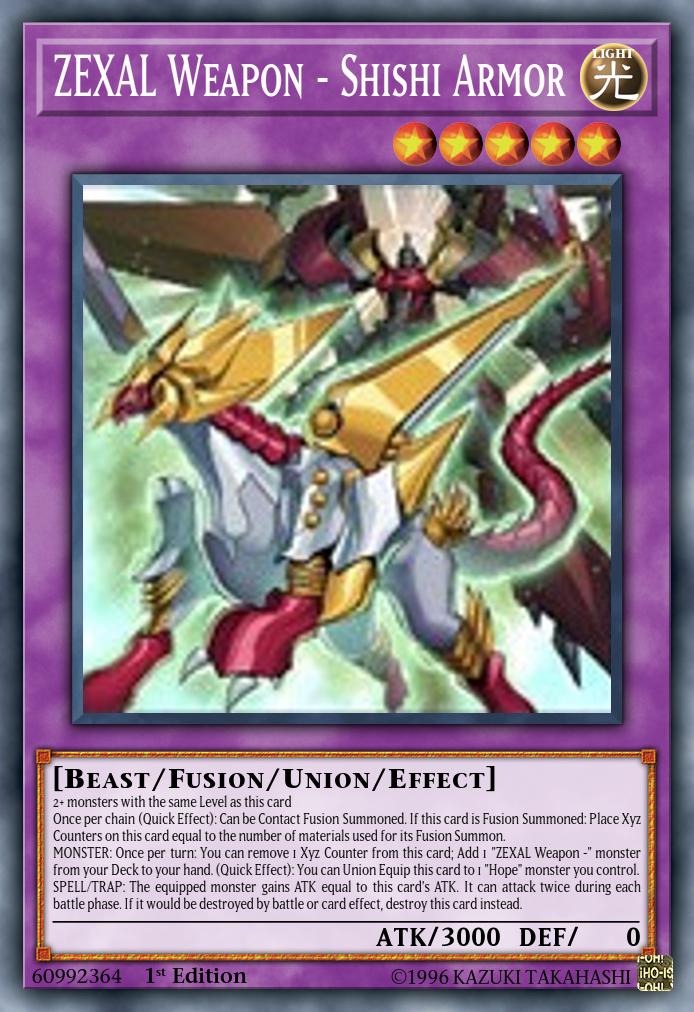 ZEXAL Weapon - Shishi Armor
LIGHT
光
[Beast/Fusion/Union/Effect]
2+ monsters with the same Level as this card
Once per chain (Quick Effect): Can be Contact Fusion Summoned. If this card is Fusion Summoned: Place Xyz
Counters on this card equal to the number of materials used for its Fusion Summon.
MONSTER: Once per turn: You can remove 1 Xyz Counter from this card; Add 1 "ZEXAL Weapon -" monster
from your Deck to your hand. (Quick Effect): You can Union Equip this card to 1 "Hope" monster you control.
SPELL/TRAP: The equipped monster gains ATK equal to this card's ATK. It can attack twice during each
battle phase. If it would be destroyed by battle or card effect, destroy this card instead.
ATK/3000 DEF/ 0
60992364 1st Edition ©1996 KAZUKI TAKAHASHI